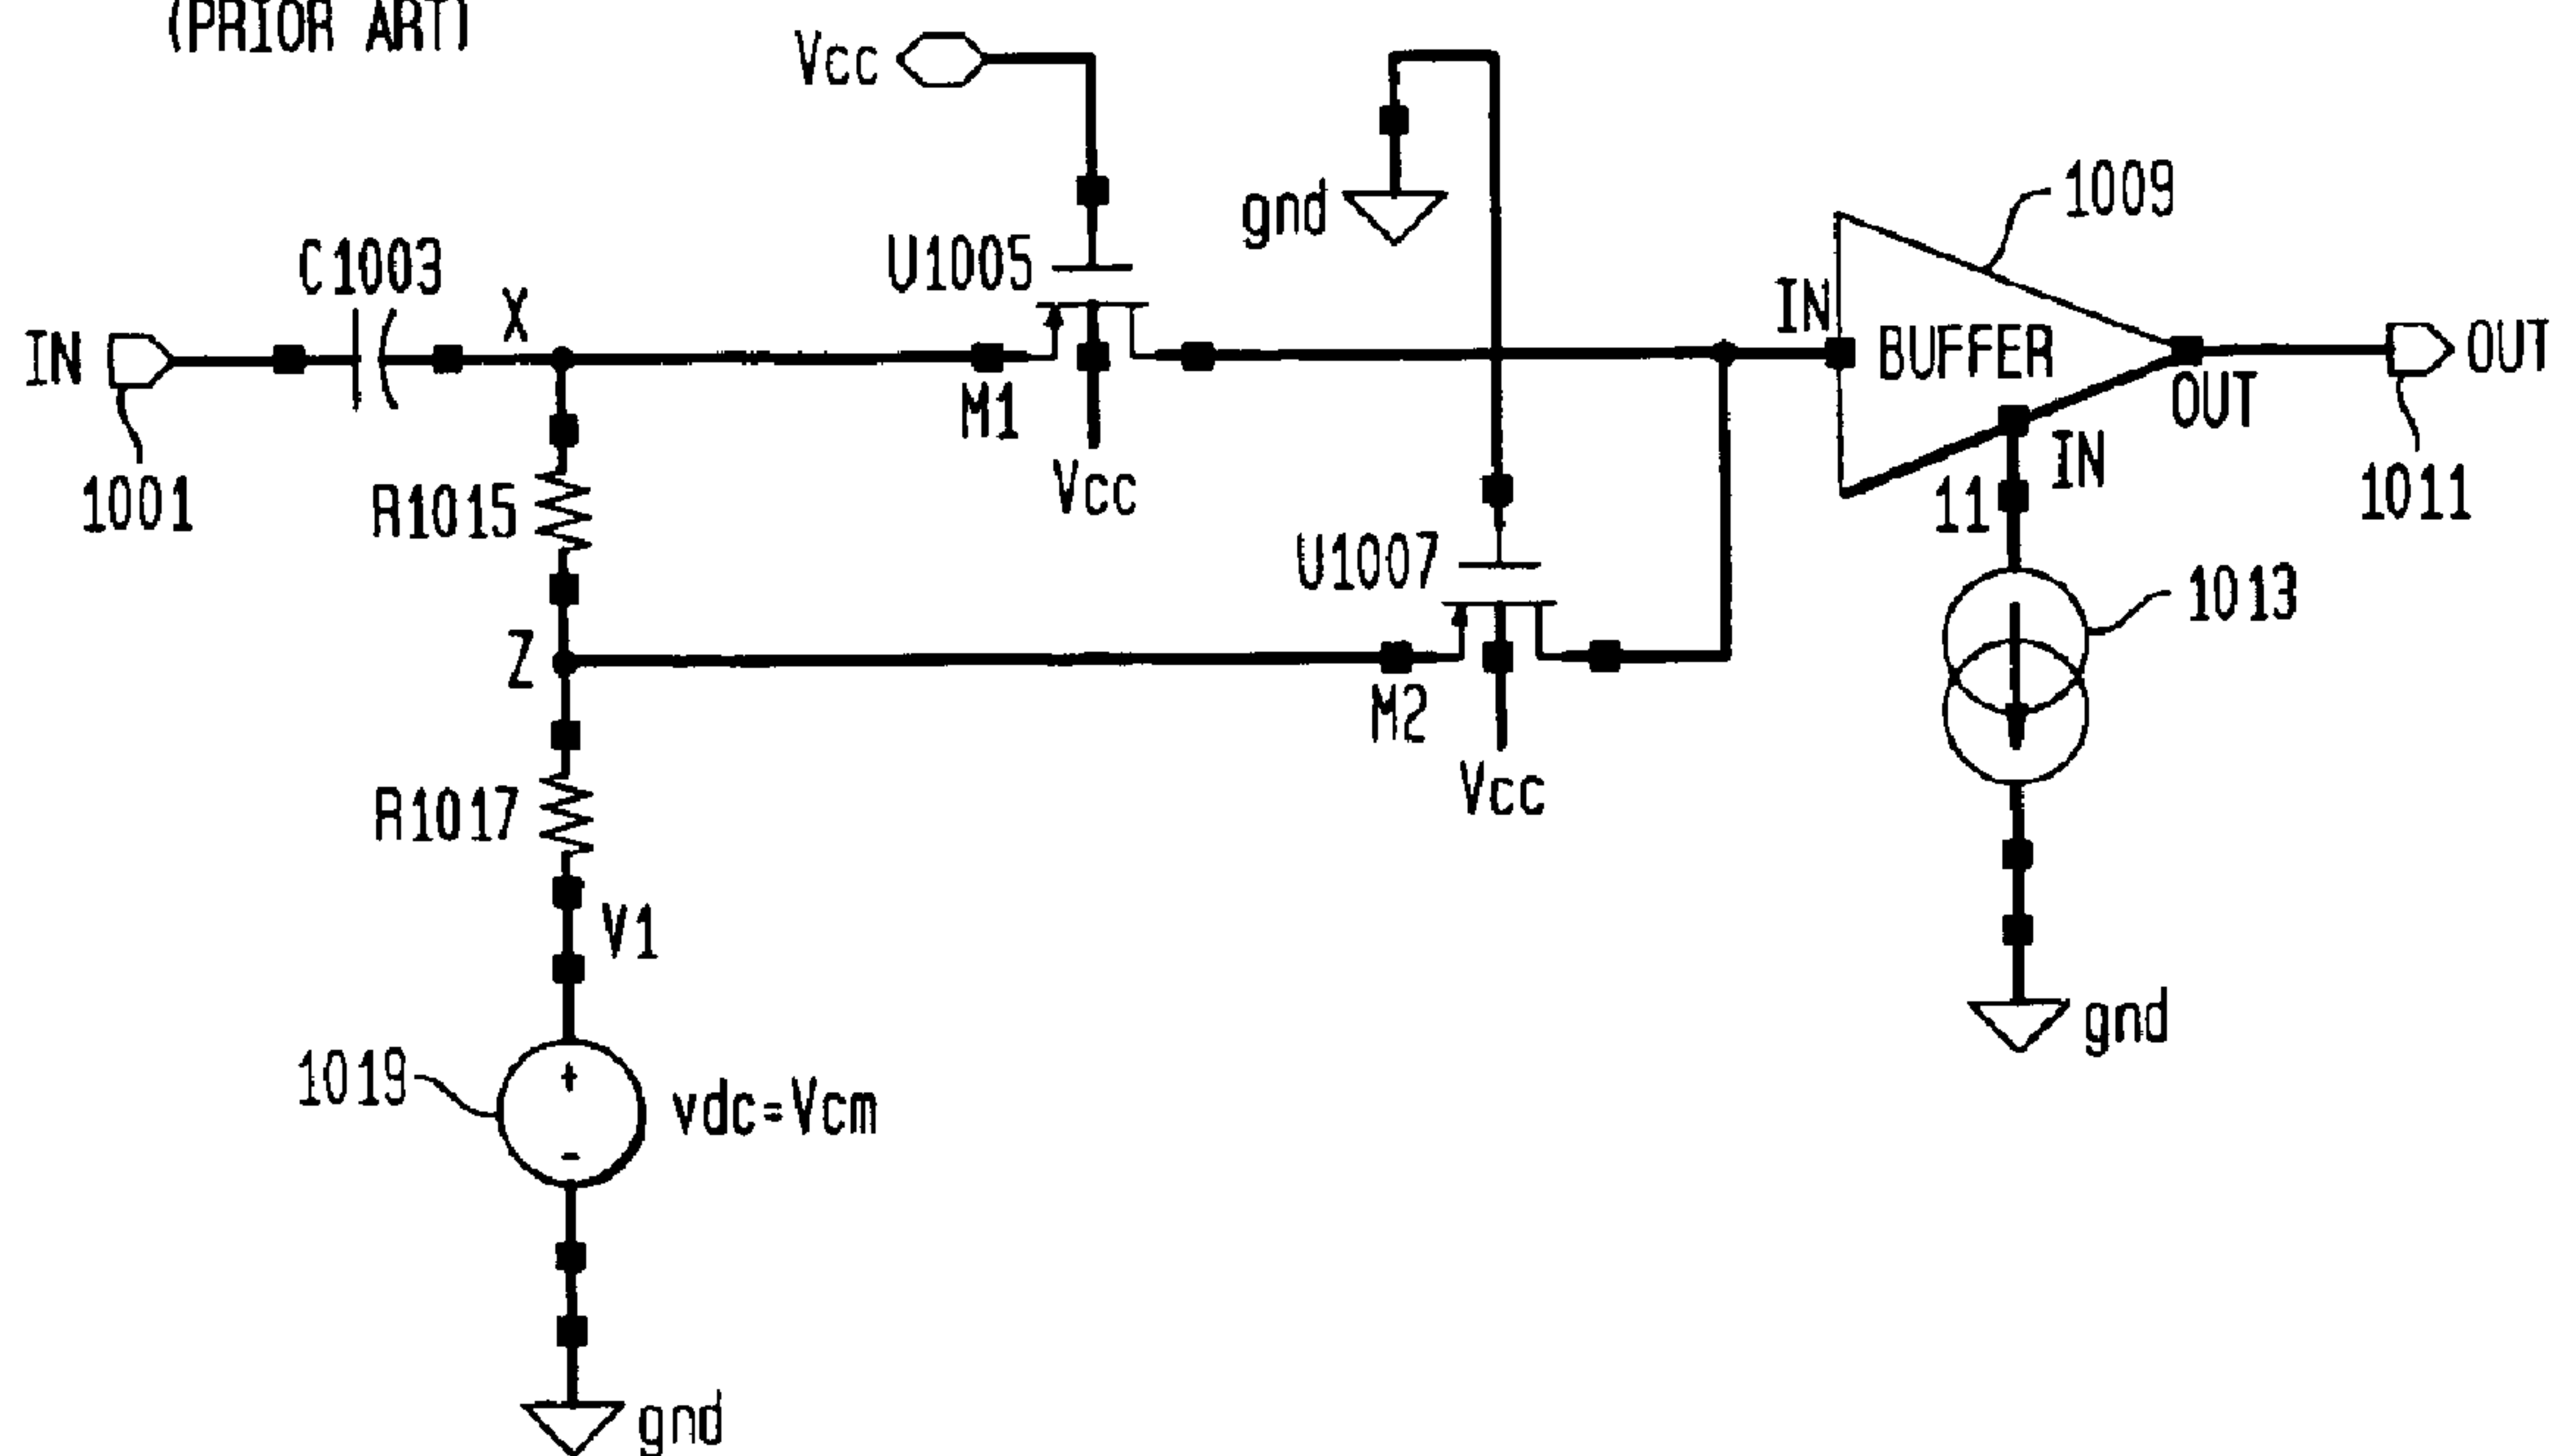 (PRIOR ART)
Vcc
gnd
1009
C1003
X
U1005
IN
IN
BUFFER
OUT
OUT
M1
Vcc
IN
1001
R1015
11
1011
U1007
1013
Z
M2
Vcc
R1017
V1
gnd
1019
+
-
vdc=Vcm
gnd